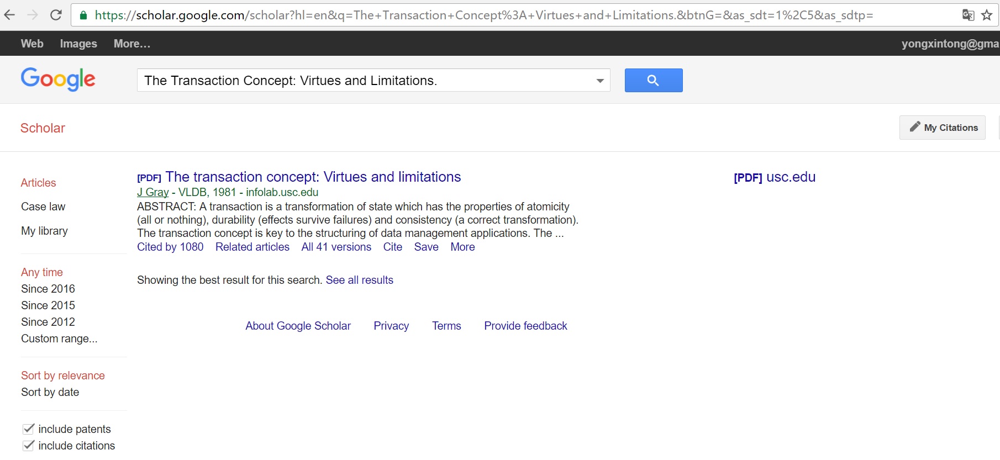 https://scholar.google.com/scholar?hl=en&q=The+Transaction+Concept%3A+Virtues+and+Limitations.&btnG=&as_sdt=1%2C5&as_sdtp=
Web Images More… yongxintong@gma
Google The Transaction Concept: Virtues and Limitations.
Scholar My Citations
Articles
Case law
My library
Any time
Since 2016
Since 2015
Since 2012
Custom range...
Sort by relevance
Sort by date
include patents
include citations
[PDF] The transaction concept: Virtues and limitations [PDF] usc.edu
J Gray - VLDB, 1981 - infolab.usc.edu
ABSTRACT: A transaction is a transformation of state which has the properties of atomicity
(all or nothing), durability (effects survive failures) and consistency (a correct transformation).
The transaction concept is key to the structuring of data management applications. The ...
Cited by 1080 Related articles All 41 versions Cite Save More
Showing the best result for this search. See all results
About Google Scholar Privacy Terms Provide feedback